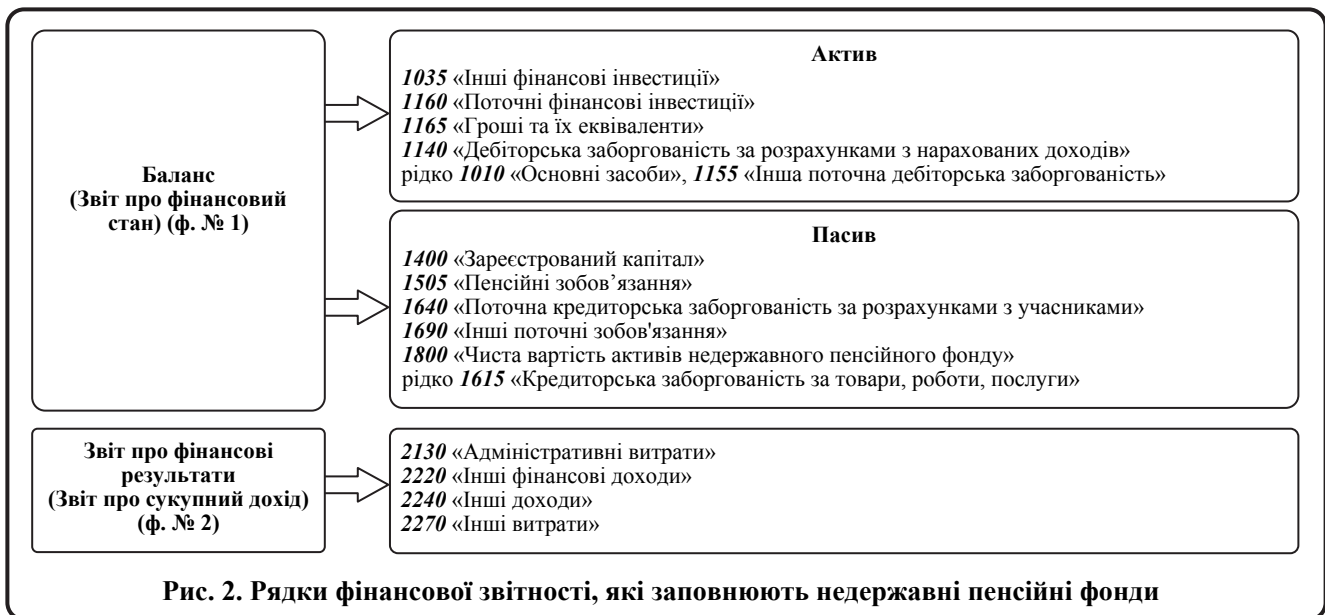 Баланс
(Звіт про фінансовий
стан) (ф. № 1)
Актив
1035 «Інші фінансові інвестиції»
1160 «Поточні фінансові інвестиції»
1165 «Гроші та їх еквіваленти»
1140 «Дебіторська заборгованість за розрахунками з нарахованих доходів»
рідко 1010 «Основні засоби», 1155 «Інша поточна дебіторська заборгованість»
Пасив
1400 «Зареєстрований капітал»
1505 «Пенсійні зобов’язання»
1640 «Поточна кредиторська заборгованість за розрахунками з учасниками»
1690 «Інші поточні зобов'язання»
1800 «Чиста вартість активів недержавного пенсійного фонду»
рідко 1615 «Кредиторська заборгованість за товари, роботи, послуги»
Звіт про фінансові
результати
(Звіт про сукупний дохід)
(ф. № 2)
2130 «Адміністративні витрати»
2220 «Інші фінансові доходи»
2240 «Інші доходи»
2270 «Інші витрати»
Рис. 2. Рядки фінансової звітності, які заповнюють недержавні пенсійні фонди